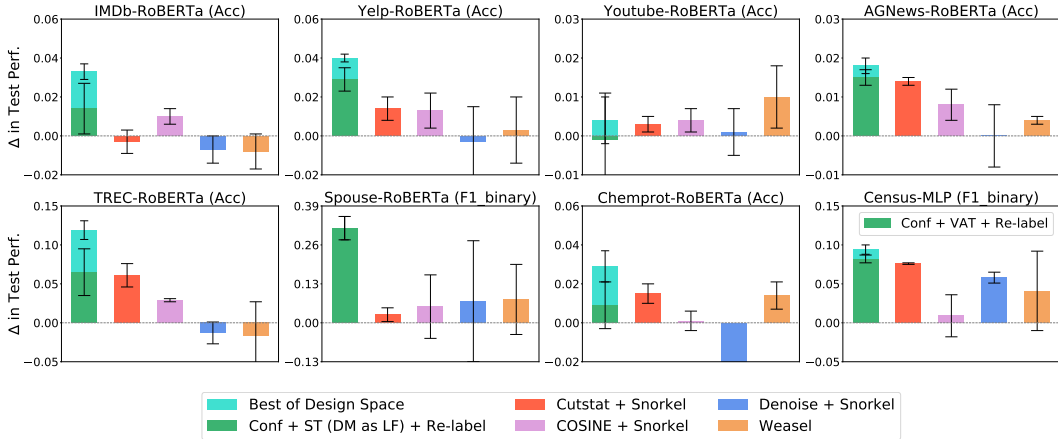 IMDb-RoBERTa (Acc)
Yelp-RoBERTa (Acc)
Youtube-RoBERTa (Acc)
AGNews-RoBERTa (Acc)
Δ in Test Perf.
0.06
0.04
0.02
0.00
−0.02
0.06
0.04
0.02
0.00
−0.02
0.03
0.02
0.01
0.00
−0.01
0.03
0.02
0.01
0.00
−0.01
TREC-RoBERTa (Acc)
Spouse-RoBERTa (F1_binary)
Chemprot-RoBERTa (Acc)
Census-MLP (F1_binary)
Δ in Test Perf.
0.15
0.10
0.05
0.00
−0.05
0.39
0.26
0.13
0.00
−0.13
0.06
0.04
0.02
0.00
−0.02
0.15
0.10
0.05
0.00
−0.05
Conf + VAT + Re-label
Best of Design Space
Cutstat + Snorkel
Denoise + Snorkel
Conf + ST (DM as LF) + Re-label
COSINE + Snorkel
Weasel